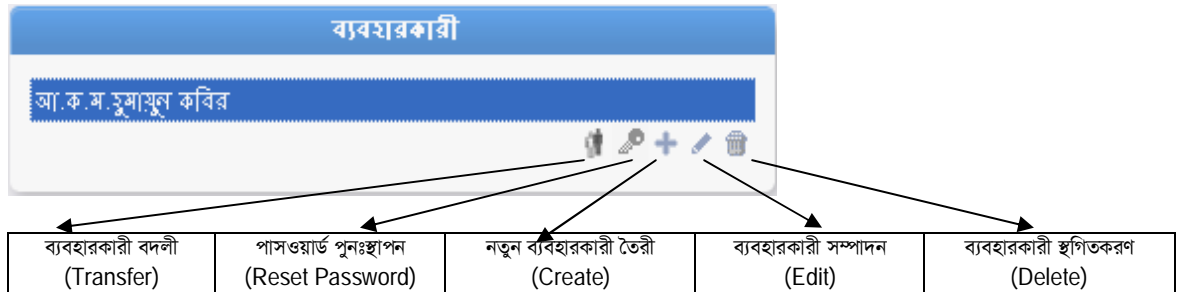 ব্যবহারকারী
আ.ক.ম.হুমায়ুন কবির
ব্যবহারকারী বদলী
(Transfer)
পাসওয়ার্ড পুনঃস্থাপন
(Reset Password)
নতুন ব্যবহারকারী তৈরী
(Create)
ব্যবহারকারী সম্পাদন
(Edit)
ব্যবহারকারী স্থগিতকরণ
(Delete)